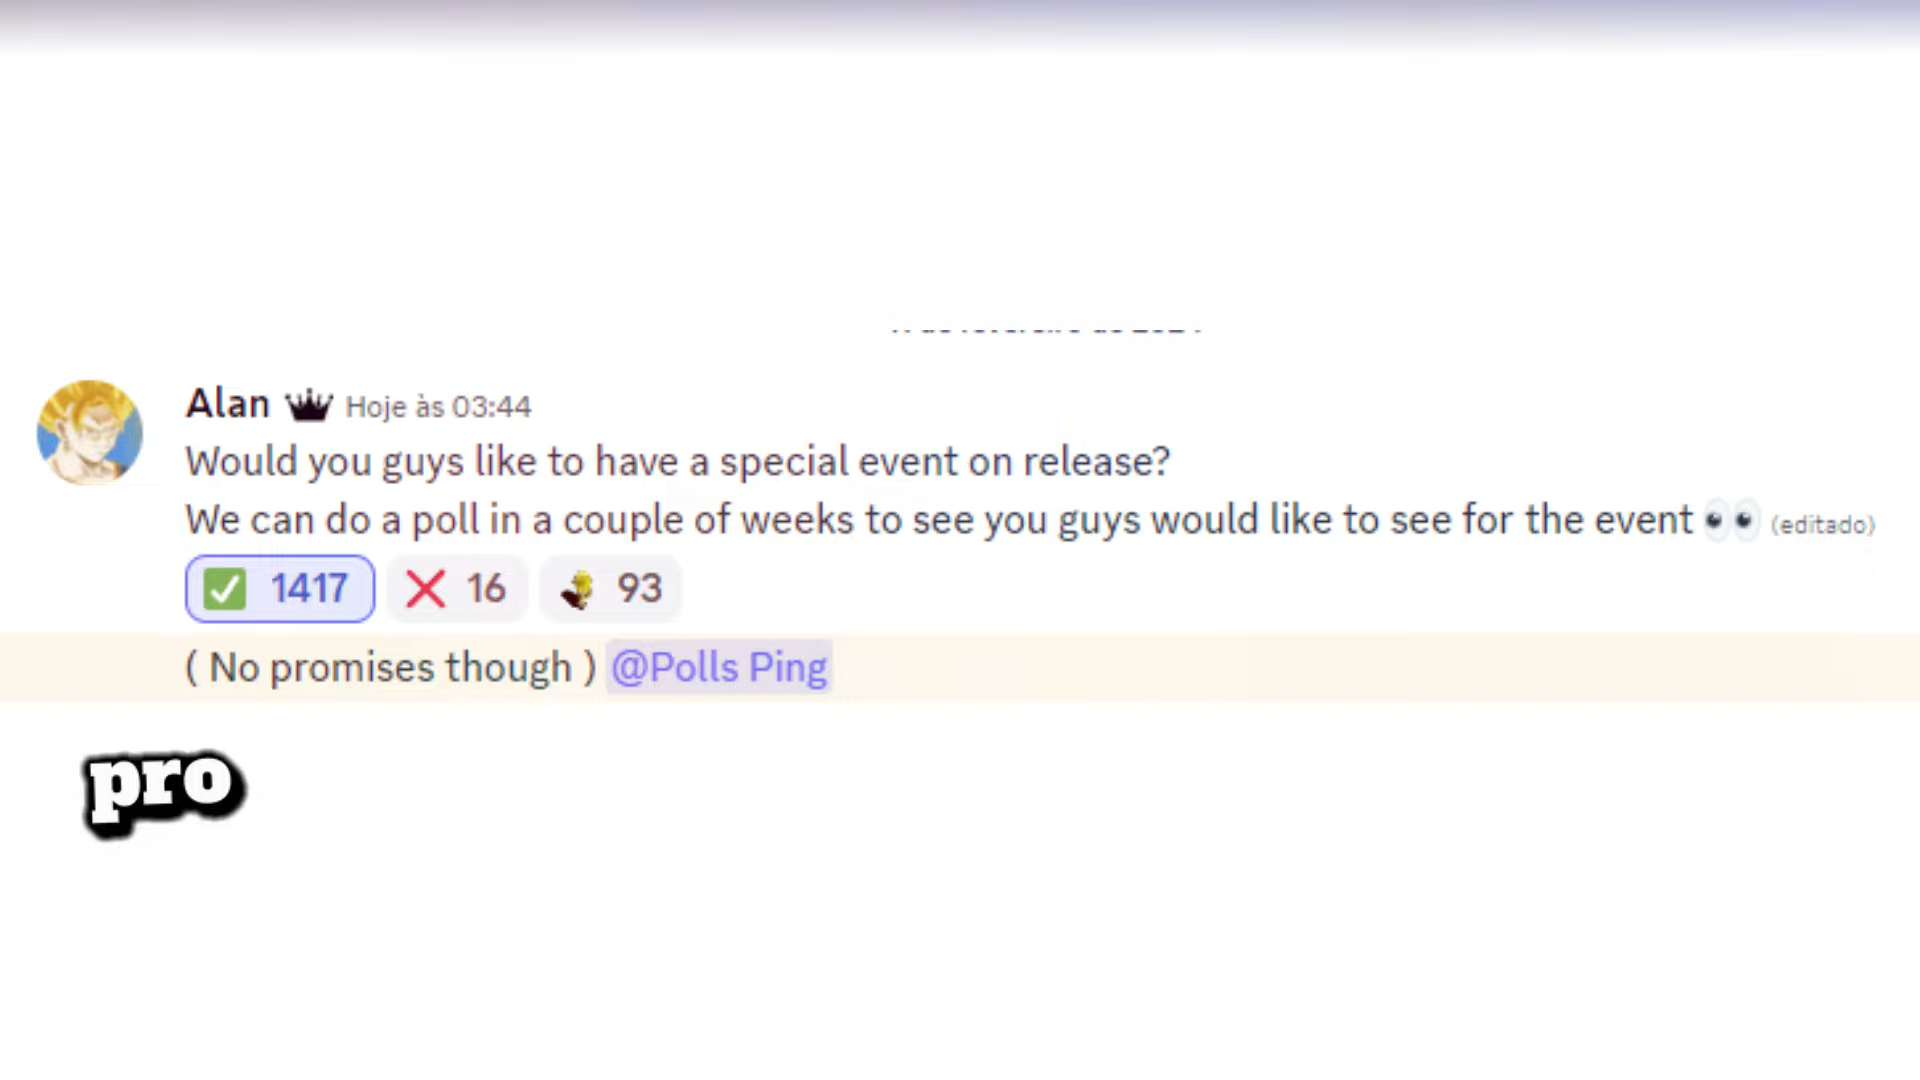 Alan Hoje às 03:44
Would you guys like to have a special event on release?
We can do a poll in a couple of weeks to see you guys would like to see for the event 👀 (editado)
✅ 1417 ❌ 16 93
( No promises though ) @Polls Ping
pro